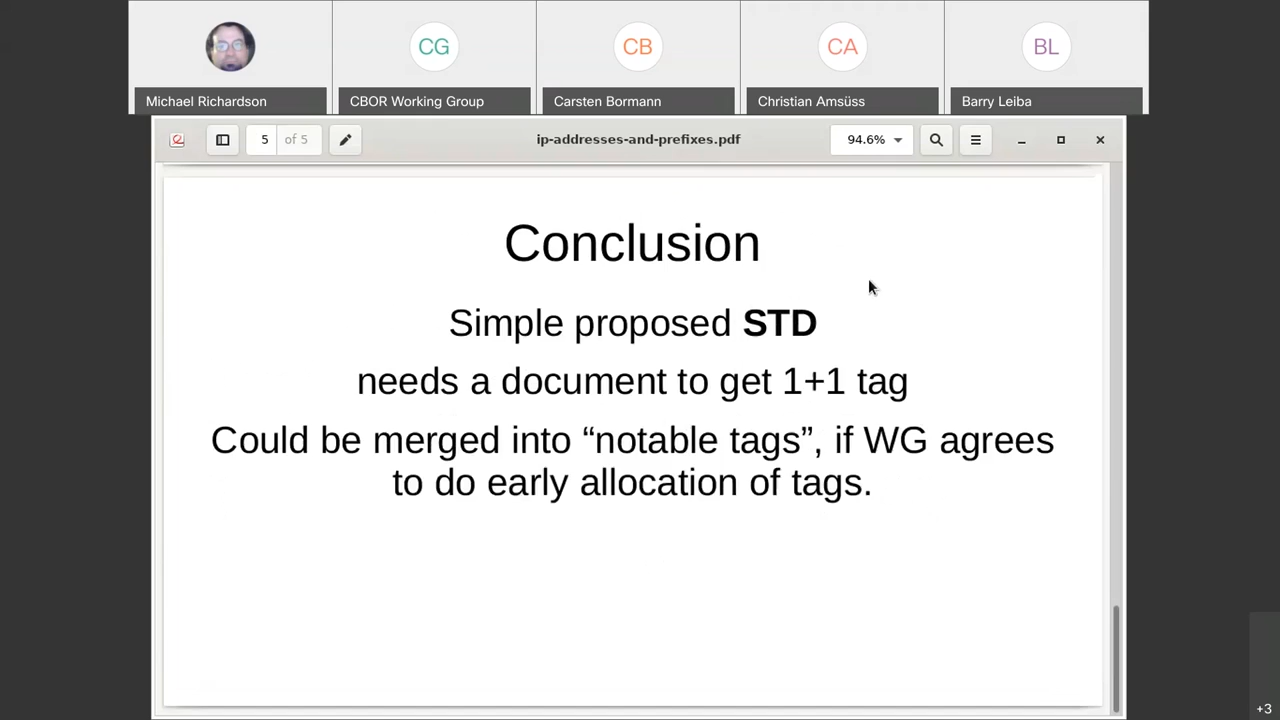 CG
CB
CA
BL
Michael Richardson
CBOR Working Group
Carsten Bormann
Christian Amsüss
Barry Leiba
5 of 5
ip-addresses-and-prefixes.pdf
94.6%
Conclusion
Simple proposed STD
needs a document to get 1+1 tag
Could be merged into “notable tags”, if WG agrees
to do early allocation of tags.
+3